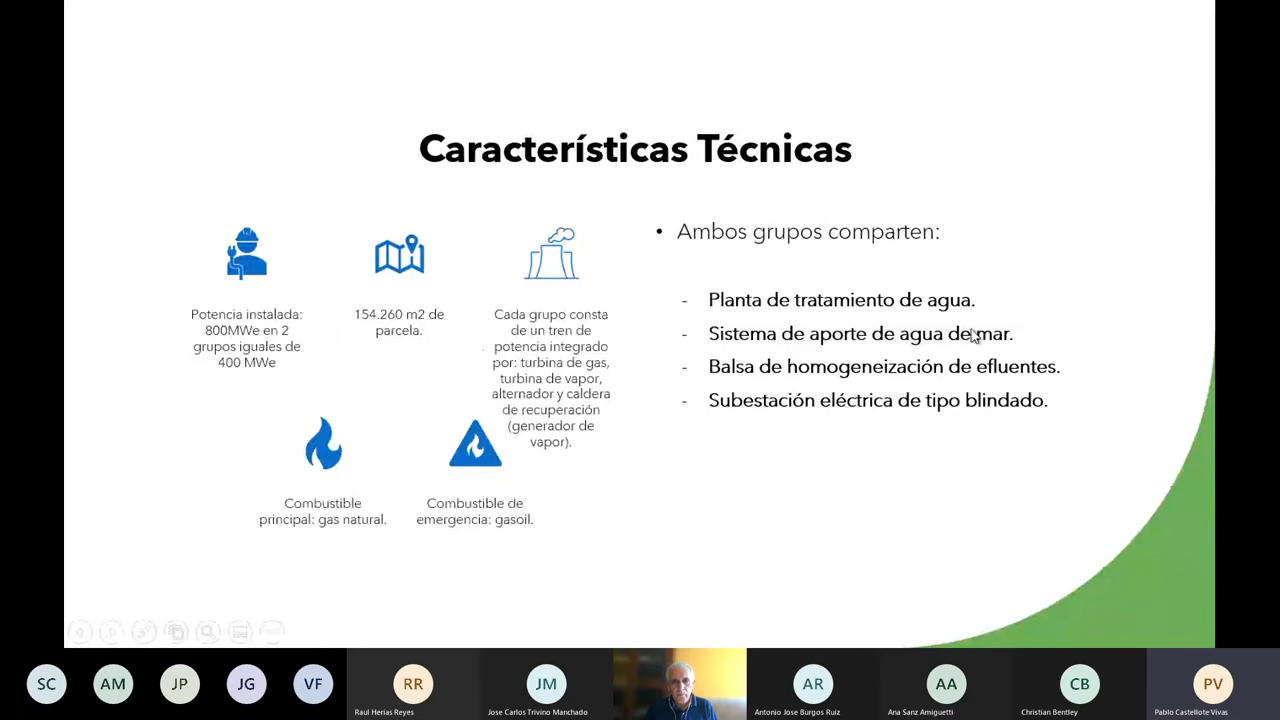 Características Técnicas
Potencia instalada:
800MWe en 2
grupos iguales de
400 MWe
154.260 m2 de
parcela.
Cada grupo consta
de un tren de
potencia integrado
por: turbina de gas,
turbina de vapor,
alternador y caldera
de recuperación
(generador de
vapor).
Combustible
principal: gas natural.
Combustible de
emergencia: gasoil.
• Ambos grupos comparten:
- Planta de tratamiento de agua.
- Sistema de aporte de agua de mar.
- Balsa de homogeneización de efluentes.
- Subestación eléctrica de tipo blindado.
SC
AM
JP
JG
VF
RR
Raul Herias Reyes
JM
Jose Carlos Trivino Manchado
AR
Antonio Jose Burgos Ruiz
AA
Ana Sanz Amiguetti
CB
Christian Bentley
PV
Pablo Castellote Vivas